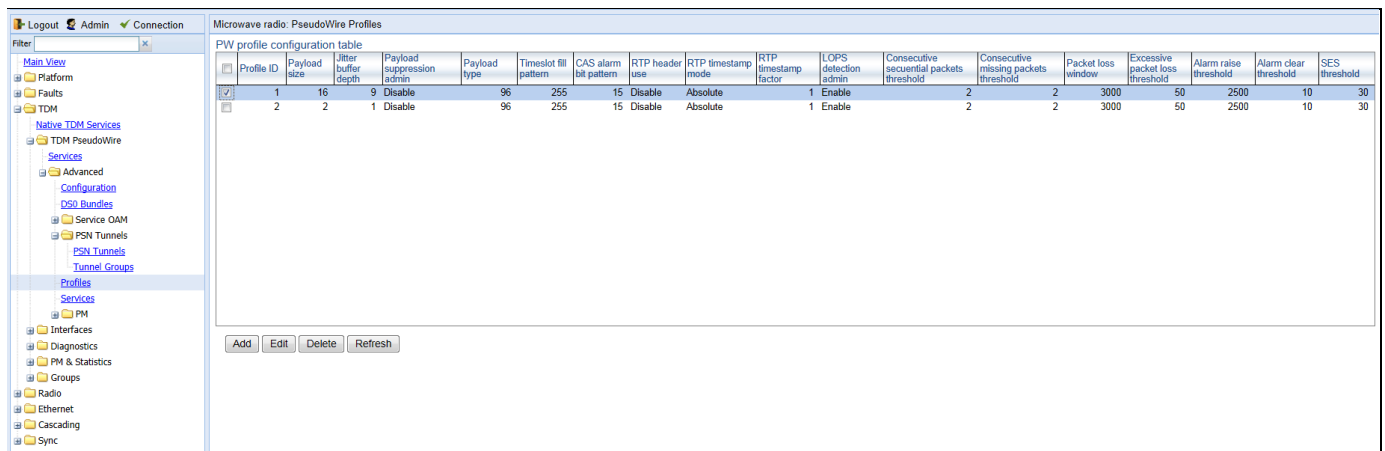 Logout Admin Connection
Filter
Main View
Platform
Faults
TDM
Native TDM Services
TDM PseudoWire
Services
Advanced
Configuration
DS0 Bundles
Service OAM
PSN Tunnels
PSN Tunnels
Tunnel Groups
Profiles
Services
PM
Interfaces
Diagnostics
PM & Statistics
Groups
Radio
Ethernet
Cascading
Sync
Microwave radio: PseudoWire Profiles
PW profile configuration table
Profile ID Payload size Jitter buffer depth Payload suppression admin Payload type Timeslot fill pattern CAS alarm bit pattern RTP header use RTP timestamp mode RTP timestamp factor LOPS detection admin Consecutive secuential packets threshold Consecutive missing packets threshold Packet loss window Excessive packet loss threshold Alarm raise threshold Alarm clear threshold SES threshold
1 16 9 Disable 96 255 15 Disable Absolute 1 Enable 2 2 3000 50 2500 10 30
2 2 1 Disable 96 255 15 Disable Absolute 1 Enable 2 2 3000 50 2500 10 30
Add Edit Delete Refresh